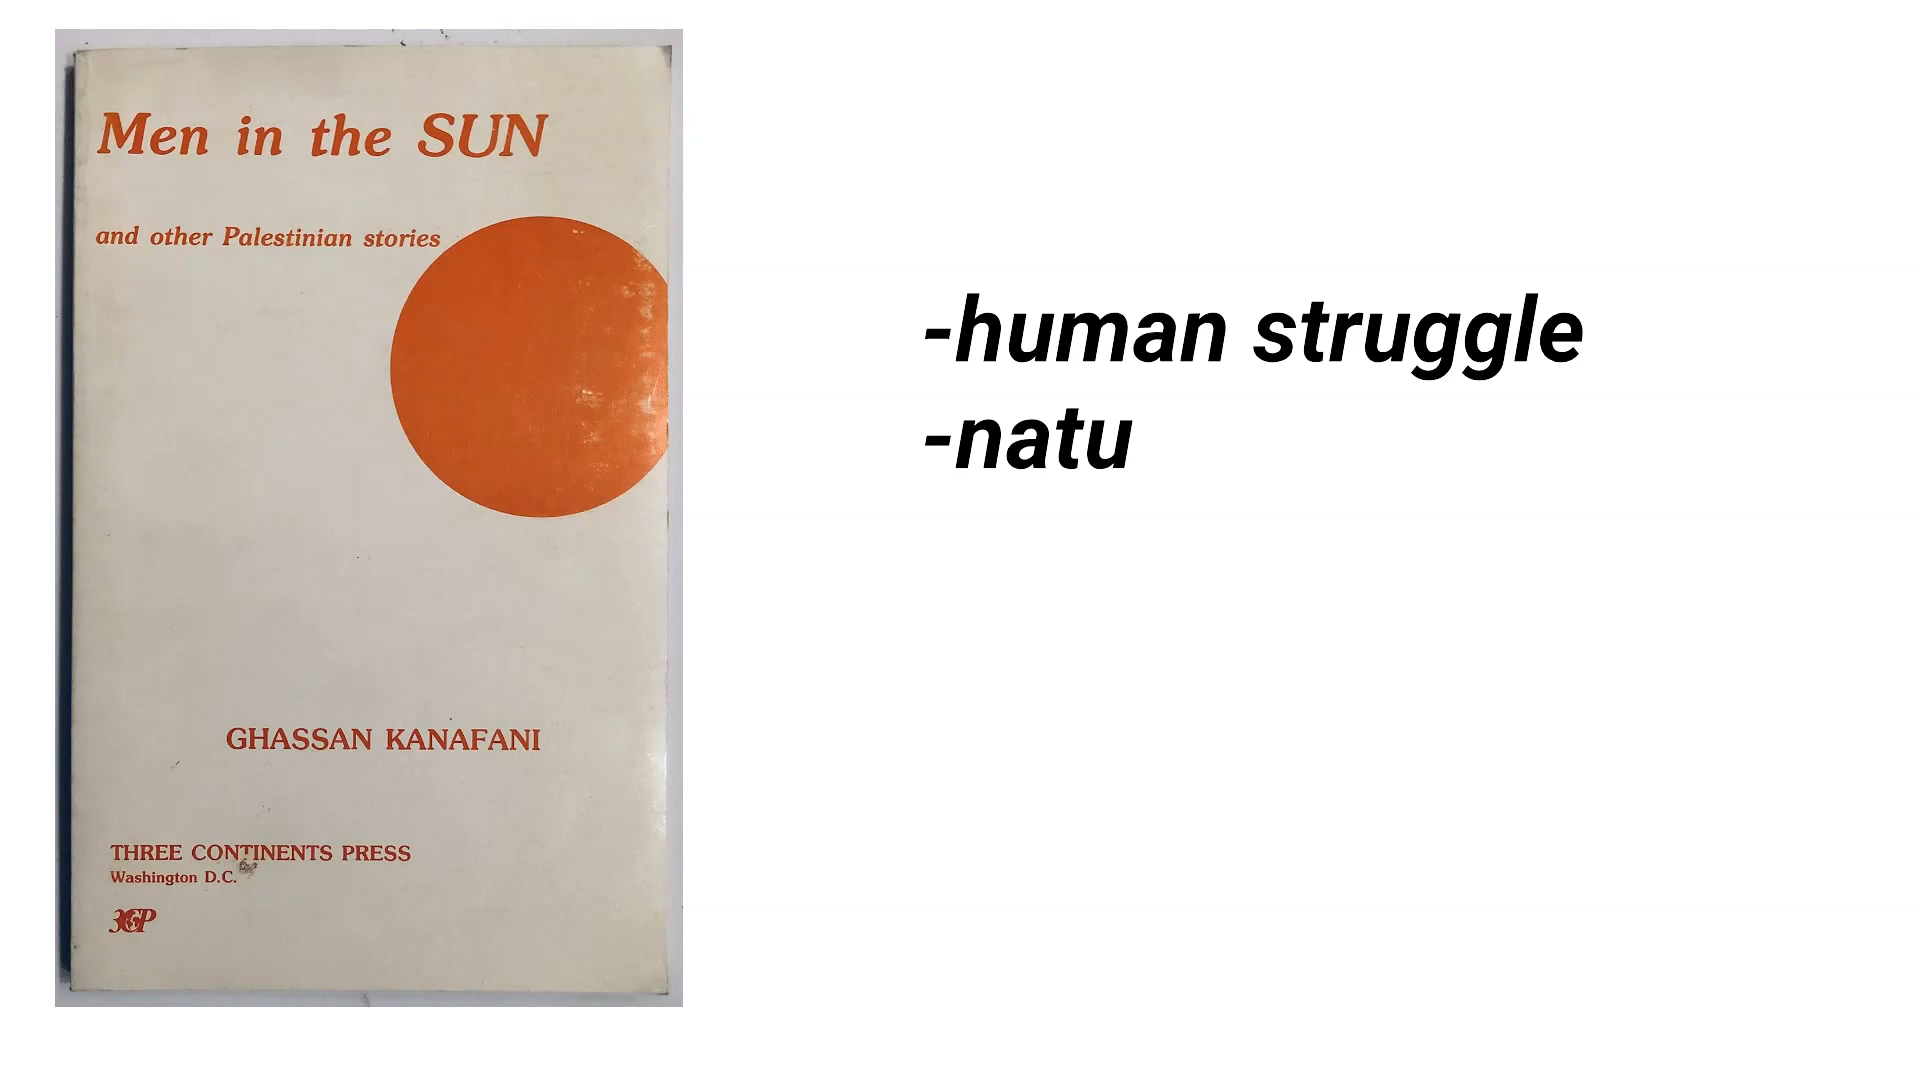 Men in the SUN
and other Palestinian stories
GHASSAN KANAFANI
THREE CONTINENTS PRESS
Washington D.C.
3CP
-human struggle
-natu